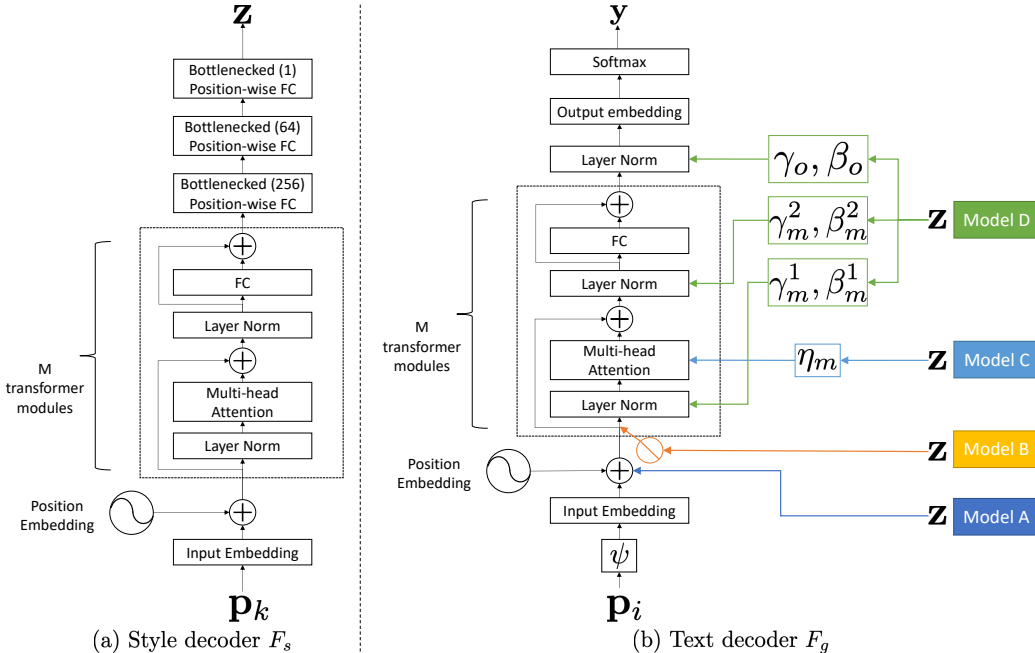 z
Bottlenecked (1)
Position-wise FC
Bottlenecked (64)
Position-wise FC
Bottlenecked (256)
Position-wise FC
FC
Layer Norm
M
transformer
modules
Multi-head
Attention
Layer Norm
Position
Embedding
Input Embedding
p_k
(a) Style decoder F_s
y
Softmax
Output embedding
Layer Norm
γ_o, β_o
FC
γ_m^2, β_m^2
z
Model D
Layer Norm
γ_m^1, β_m^1
M
transformer
modules
Multi-head
Attention
η_m
z
Model C
Layer Norm
z
Model B
Position
Embedding
Input Embedding
z
Model A
ψ
p_i
(b) Text decoder F_g